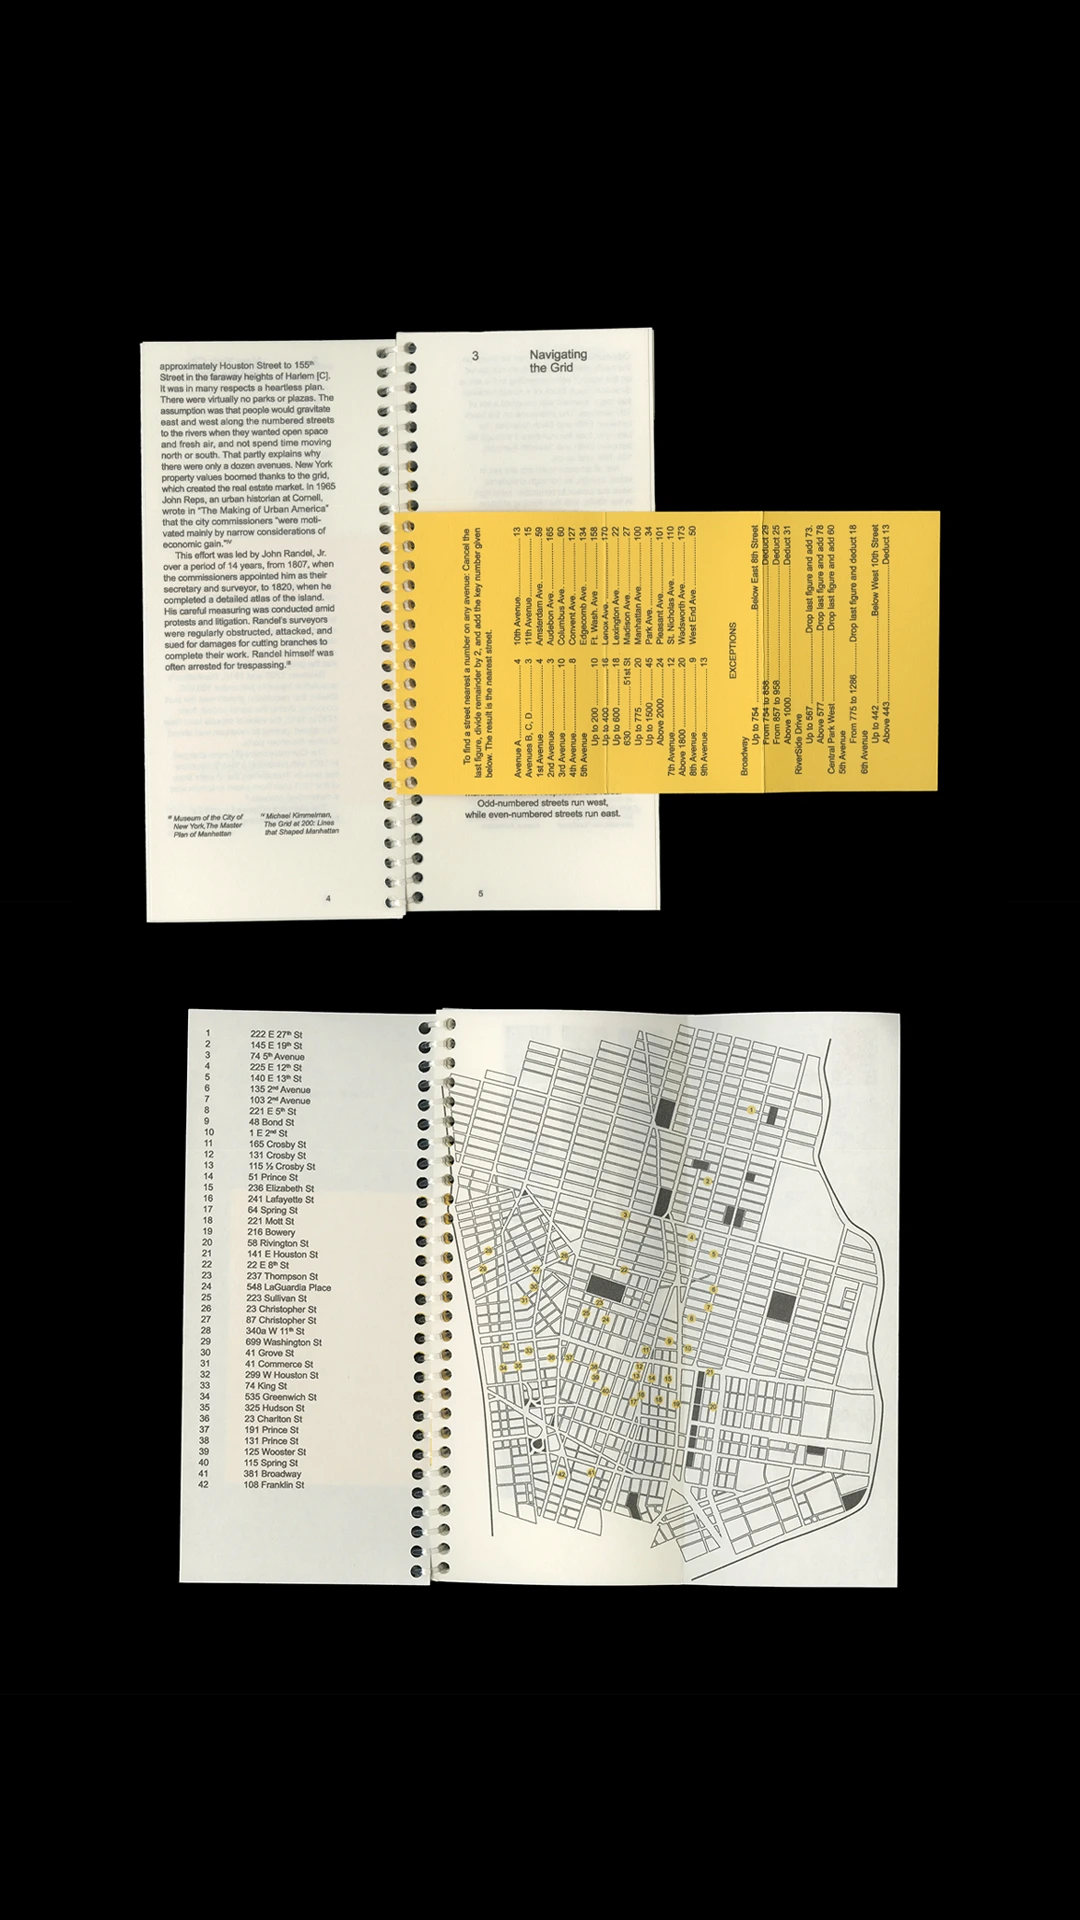 approximately Houston Street to 155th
Street in the faraway heights of Harlem [C].
It was in many respects a heartless plan.
There were virtually no parks or plazas. The
assumption was that people would gravitate
east and west along the numbered streets
to the rivers when they wanted open space
and fresh air, and not spend time moving
north or south. That partly explains why
there were only a dozen avenues. New York
property values boomed thanks to the grid,
which created the real estate market. In 1965
John Reps, an urban historian at Cornell,
wrote in "The Making of Urban America"
that the city commissioners "were moti-
vated mainly by narrow considerations of
economic gain."IV
This effort was led by John Randel, Jr.
over a period of 14 years, from 1807, when
the commissioners appointed him as their
secretary and surveyor, to 1820, when he
completed a detailed atlas of the island.
His careful measuring was conducted amid
protests and litigation. Randel's surveyors
were regularly obstructed, attacked, and
sued for damages for cutting branches to
complete their work. Randel himself was
often arrested for trespassing.III
III Museum of the City of
New York, The Master
Plan of Manhattan
IV Michael Kimmelman,
The Grid at 200: Lines
that Shaped Manhattan
4
3 Navigating
the Grid
To find a street nearest a number on any avenue: Cancel the
last figure, divide remainder by 2, and add the key number given
below. The result is the nearest street.
Avenue A 4
Avenues B, C, D 3
1st Avenue 4
2nd Avenue 3
3rd Avenue 10
4th Avenue 8
5th Avenue
Up to 200 10
Up to 400 16
Up to 600 18
630 51st St
Up to 775 20
Up to 1500 45
Above 2000 24
7th Avenue 12
Above 1800 20
8th Avenue 9
9th Avenue 13
10th Avenue 13
11th Avenue 15
Amsterdam Ave. 59
Audebon Ave. 165
Columbus Ave. 60
Convent Ave. 127
Edgecomb Ave. 134
Ft. Wash. Ave. 158
Lenox Ave. 170
Lexington Ave. 22
Madison Ave. 27
Manhattan Ave. 100
Park Ave. 34
Pleasant Ave. 101
St. Nicholas Ave. 110
Wadsworth Ave. 173
West End Ave. 50
EXCEPTIONS
Broadway
Up to 754 Below East 8th Street
From 754 to 858 Deduct 29
From 857 to 958 Deduct 25
Above 1000 Deduct 31
RiverSide Drive
Up to 567 Drop last figure and add 73.
Above 577 Drop last figure and add 78
Central Park West Drop last figure and add 60
5th Avenue
From 775 to 1286 Drop last figure and deduct 18
6th Avenue
Up to 442 Below West 10th Street
Above 443 Deduct 13
Odd-numbered streets run west,
while even-numbered streets run east.
5
1 222 E 27th St
2 145 E 19th St
3 74 5th Avenue
4 225 E 12th St
5 140 E 13th St
6 135 2nd Avenue
7 103 2nd Avenue
8 221 E 5th St
9 48 Bond St
10 1 E 2nd St
11 165 Crosby St
12 131 Crosby St
13 115 ½ Crosby St
14 51 Prince St
15 236 Elizabeth St
16 241 Lafayette St
17 64 Spring St
18 221 Mott St
19 216 Bowery
20 58 Rivington St
21 141 E Houston St
22 22 E 8th St
23 237 Thompson St
24 548 LaGuardia Place
25 223 Sullivan St
26 23 Christopher St
27 87 Christopher St
28 340a W 11th St
29 699 Washington St
30 41 Grove St
31 41 Commerce St
32 299 W Houston St
33 74 King St
34 535 Greenwich St
35 325 Hudson St
36 23 Charlton St
37 191 Prince St
38 131 Prince St
39 125 Wooster St
40 115 Spring St
41 381 Broadway
42 108 Franklin St